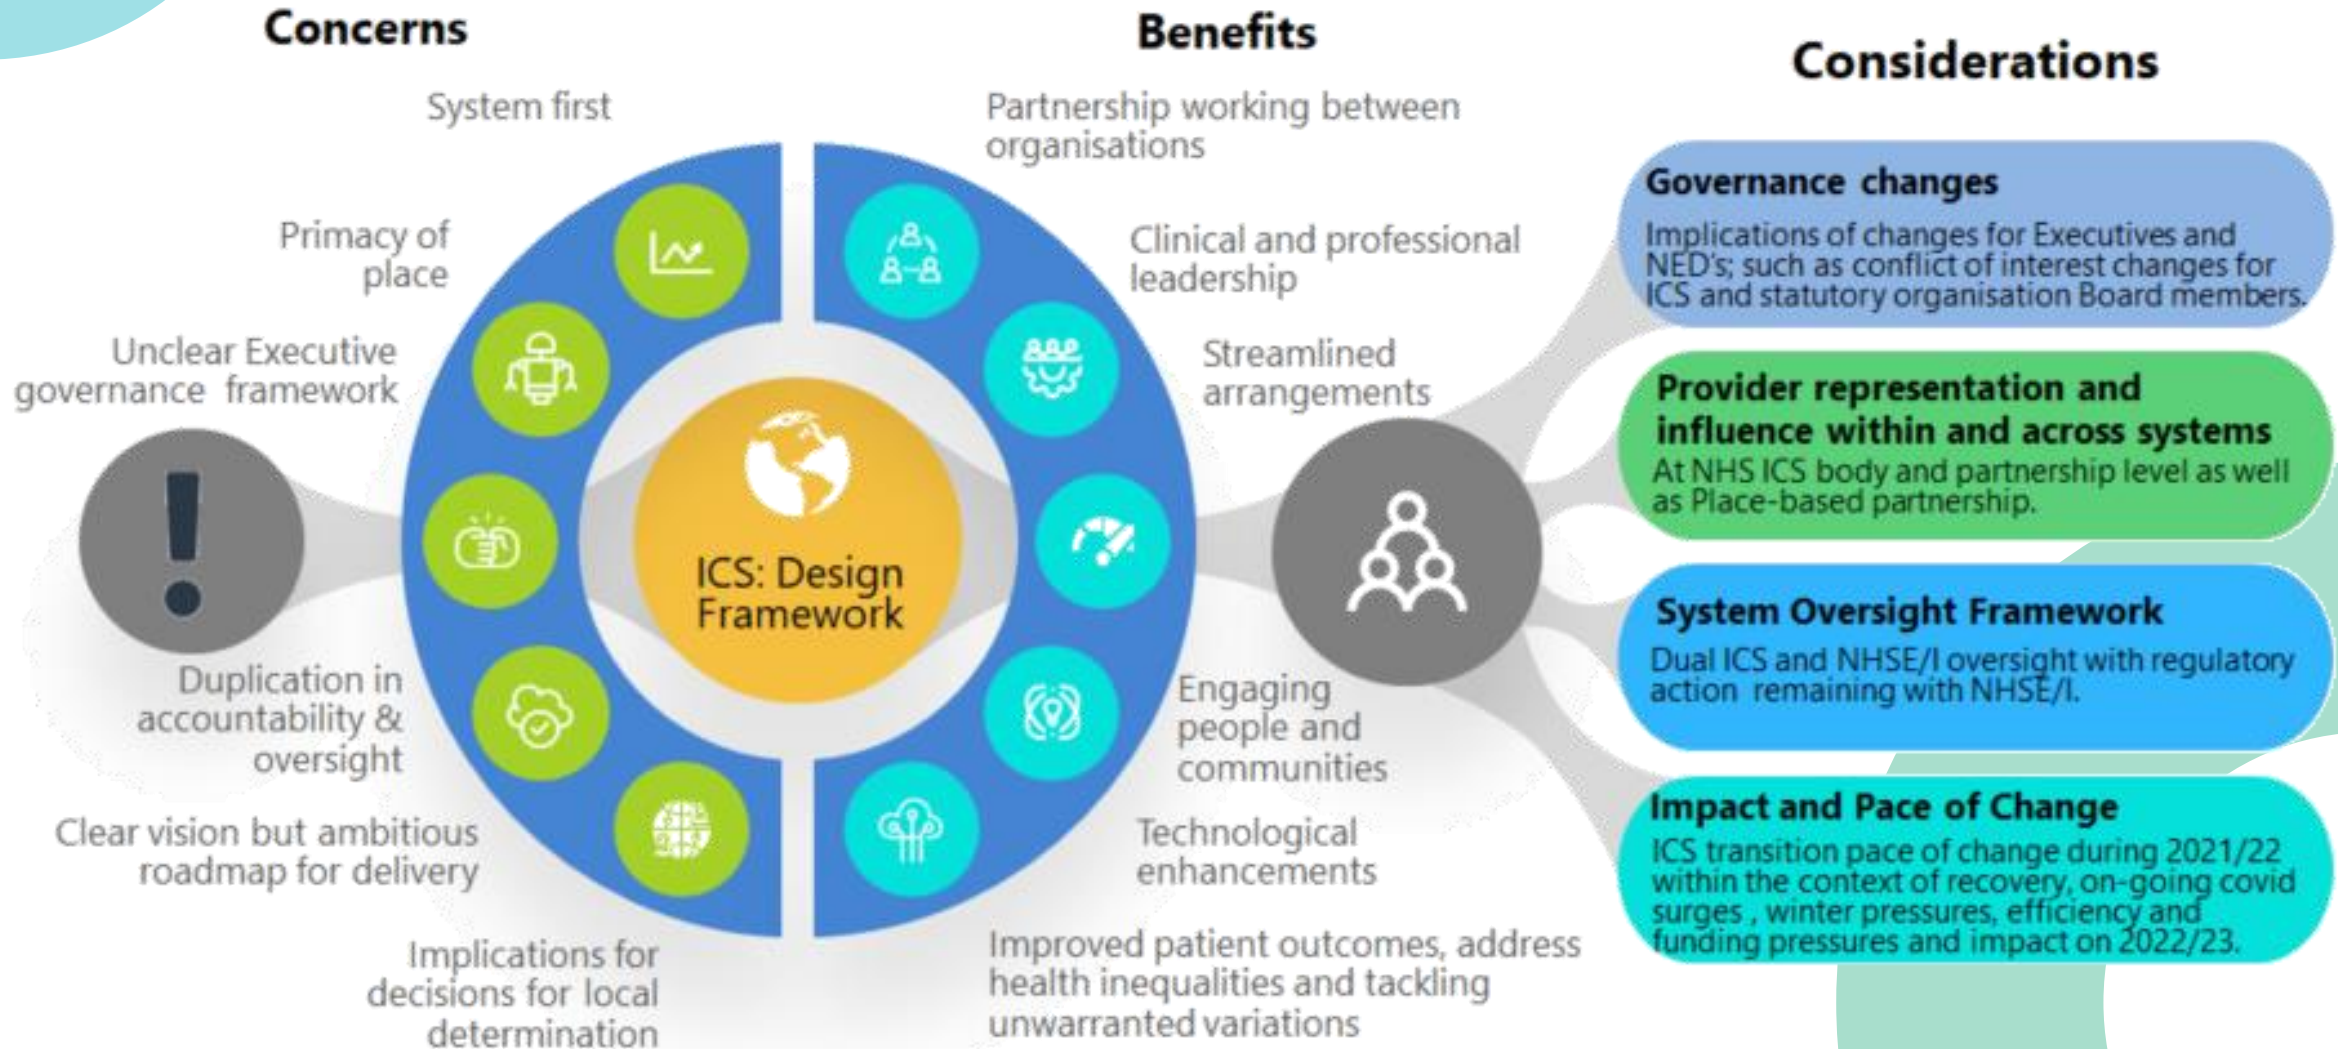 Concerns
System first
Primacy of
place
Unclear Executive
governance framework
Duplication in
accountability &
oversight
Clear vision but ambitious
roadmap for delivery
Implications for
decisions for local
determination
ICS: Design
Framework
Benefits
Partnership working between
organisations
Clinical and professional
leadership
Streamlined
arrangements
Engaging
people and
communities
Technological
enhancements
Improved patient outcomes, address
health inequalities and tackling
unwarranted variations
Considerations
Governance changes
Implications of changes for Executives and
NED's; such as conflict of interest changes for
ICS and statutory organisation Board members.
Provider representation and
influence within and across systems
At NHS ICS body and partnership level as well
as Place-based partnership.
System Oversight Framework
Dual ICS and NHSE/I oversight with regulatory
action remaining with NHSE/I.
Impact and Pace of Change
ICS transition pace of change during 2021/22
within the context of recovery, on-going covid
surges , winter pressures, efficiency and
funding pressures and impact on 2022/23.